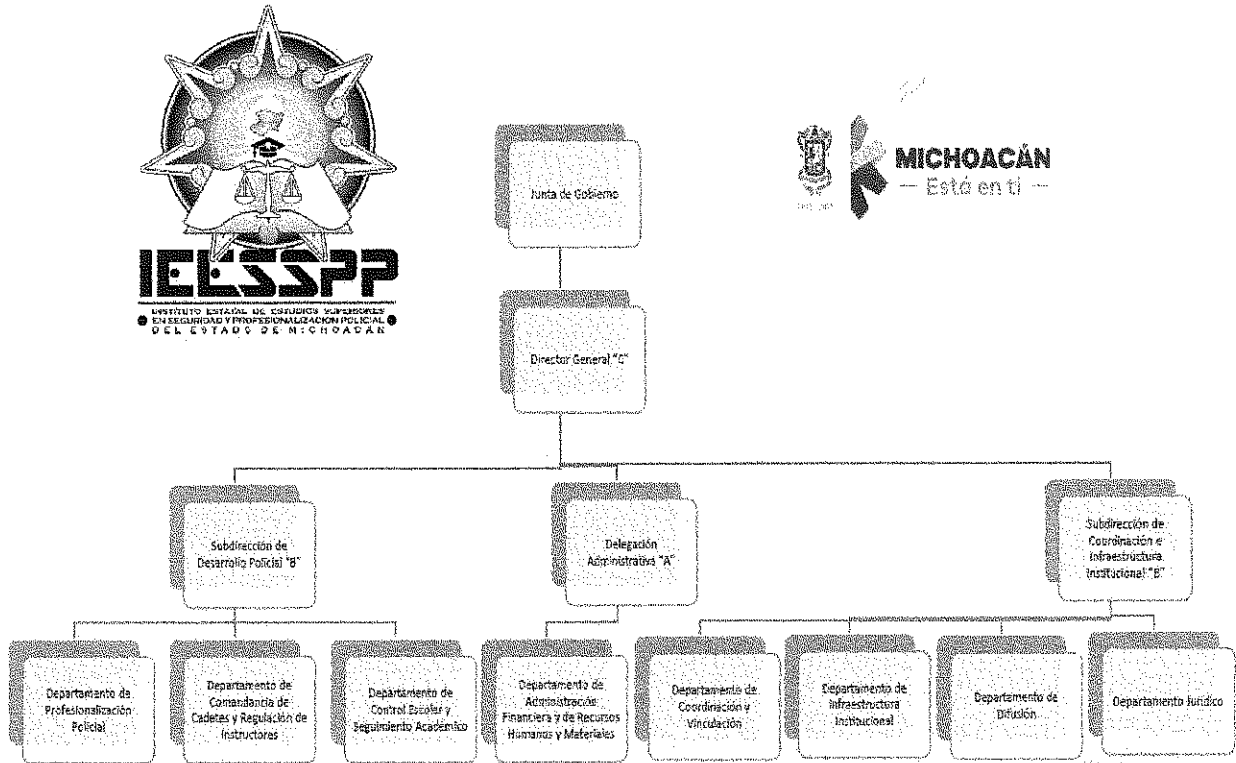 IEESSPP
INSTITUTO ESTATAL DE ESTUDIOS SUPERIORES
EN SEGURIDAD Y PROFESIONALIZACIÓN POLICIAL
DEL ESTADO DE MICHOACÁN
MICHOACÁN
— Está en ti —
Junta de Gobierno
Director General "C"
Subdirección de
Desarrollo Policial "B"
Delegación
Administrativa "A"
Subdirección de
Coordinación e
Infraestructura
Institucional "B"
Departamento de
Profesionalización
Policial
Departamento de
Comandancia de
Cadetes y Regulación de
Instructores
Departamento de
Control Escolar y
Seguimiento Académico
Departamento de
Administración
Financiera y de Recursos
Humanos y Materiales
Departamento de
Coordinación y
Vinculación
Departamento de
Infraestructura
Institucional
Departamento de
Difusión
Departamento Jurídico